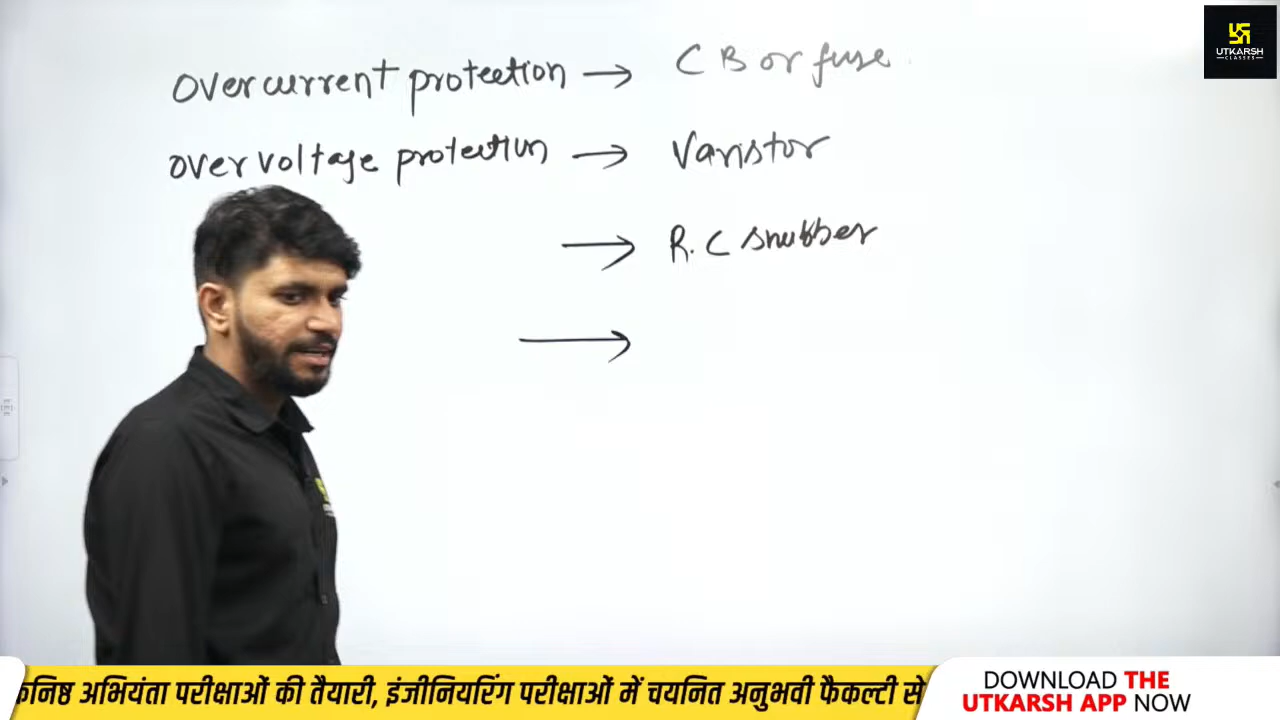 Overcurrent protection → C B or fuse
over voltage protection → Varistor
→ R.C snubber
→
UTKARSH
CLASSES
कनिष्ठ अभियंता परीक्षाओं की तैयारी, इंजीनियरिंग परीक्षाओं में चयनित अनुभवी फैकल्टी से
DOWNLOAD THE
UTKARSH APP NOW